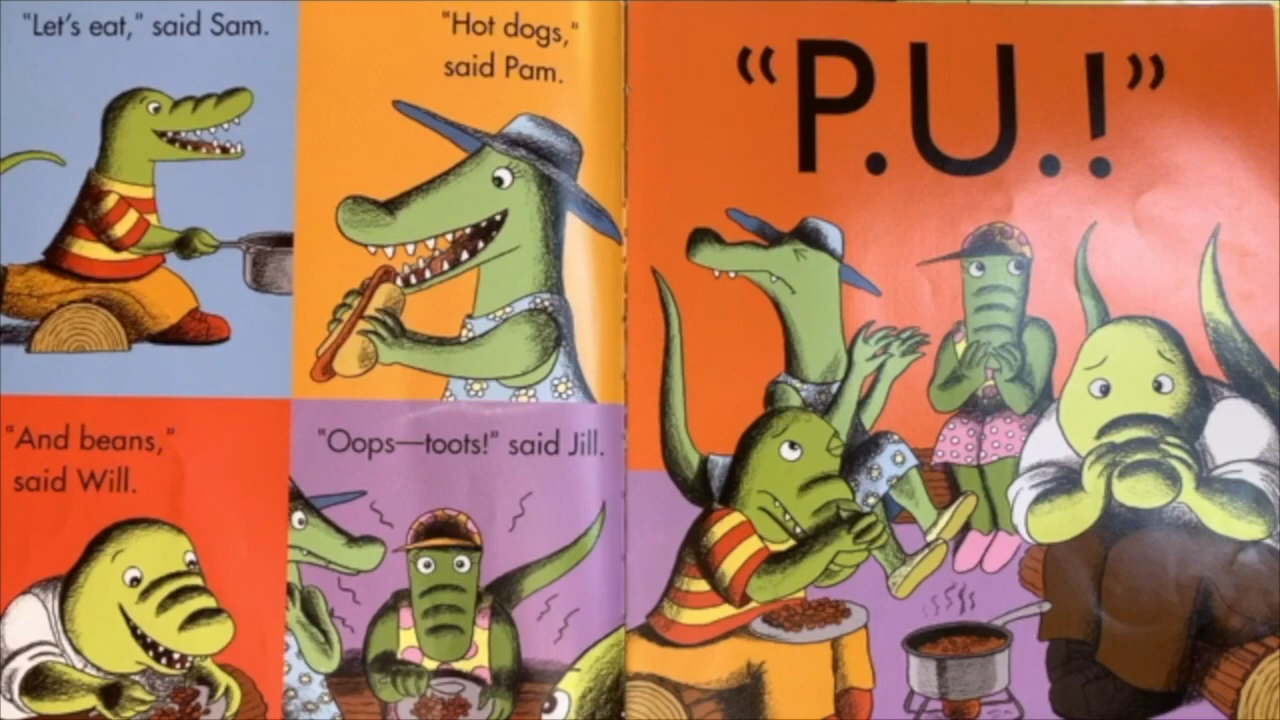 "Let's eat," said Sam.
"Hot dogs,"
said Pam.
"And beans,"
said Will.
"Oops—toots!" said Jill.
"P.U.!"